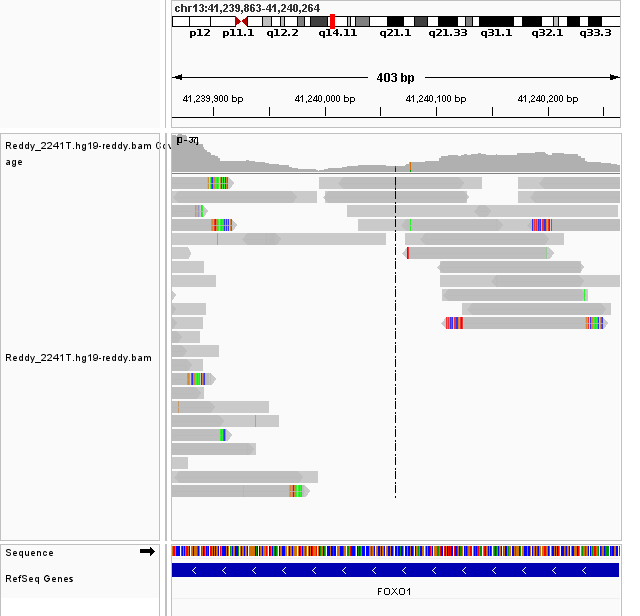 chr13:41,239,863-41,240,264
p12 p11.1 q12.2 q14.11 q21.1 q21.33 q31.1 q32.1 q33.3
403 bp
41,239,900 bp 41,240,000 bp 41,240,100 bp 41,240,200 bp
Reddy_2241T.hg19-reddy.bam Cov
age
[0 - 37]
Reddy_2241T.hg19-reddy.bam
Sequence
RefSeq Genes
FOXO1